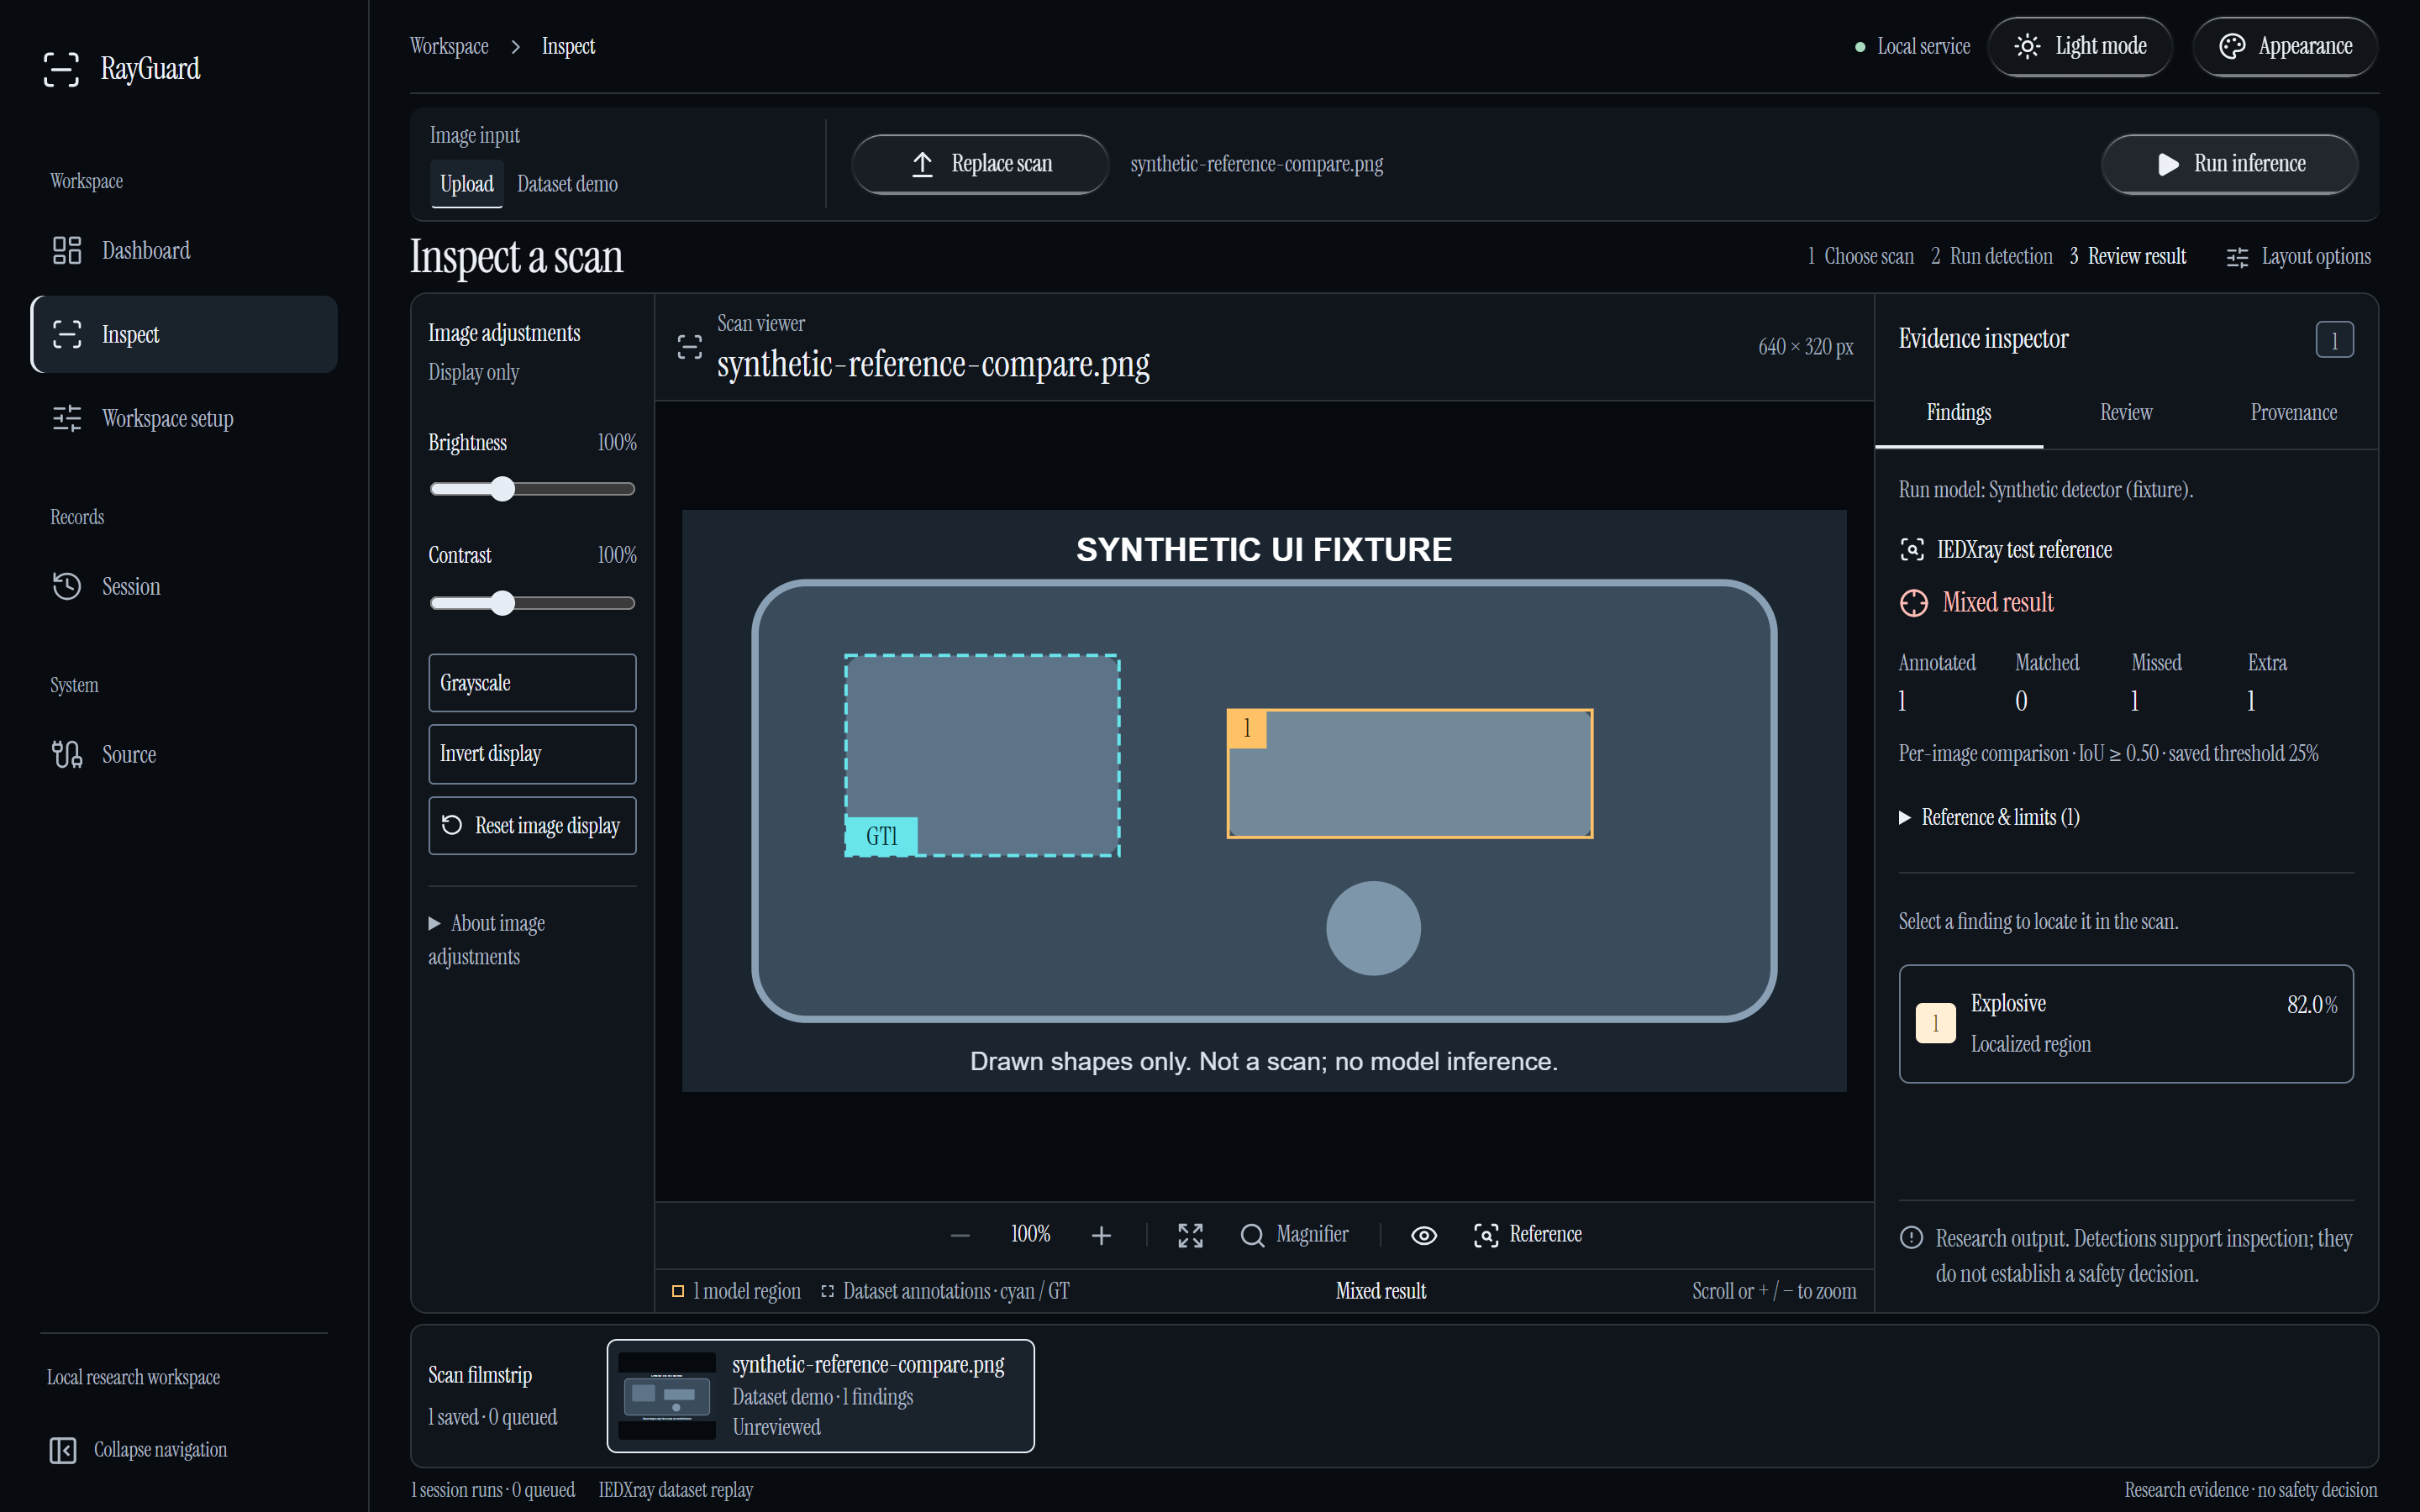 RayGuard
Workspace
Dashboard
Inspect
Workspace setup
Records
Session
System
Source
Local research workspace
Collapse navigation
Workspace > Inspect
Local service
Light mode
Appearance
Image input
Upload
Dataset demo
Replace scan
synthetic-reference-compare.png
Run inference
Inspect a scan
1 Choose scan 2 Run detection 3 Review result
Layout options
Image adjustments
Display only
Brightness 100%
Contrast 100%
Grayscale
Invert display
Reset image display
About image
adjustments
Scan viewer
synthetic-reference-compare.png
640 × 320 px
SYNTHETIC UI FIXTURE
GT1
1
Drawn shapes only. Not a scan; no model inference.
100%
Magnifier
Reference
1 model region
Dataset annotations · cyan / GT
Mixed result
Scroll or + / − to zoom
Evidence inspector 1
Findings Review Provenance
Run model: Synthetic detector (fixture).
IEDXray test reference
Mixed result
Annotated Matched Missed Extra
1 0 1 1
Per-image comparison · IoU ≥ 0.50 · saved threshold 25%
Reference & limits (1)
Select a finding to locate it in the scan.
1
Explosive 82.0%
Localized region
Research output. Detections support inspection; they
do not establish a safety decision.
Scan filmstrip
1 saved · 0 queued
synthetic-reference-compare.png
Dataset demo · 1 findings
Unreviewed
1 session runs · 0 queued
IEDXray dataset replay
Research evidence · no safety decision